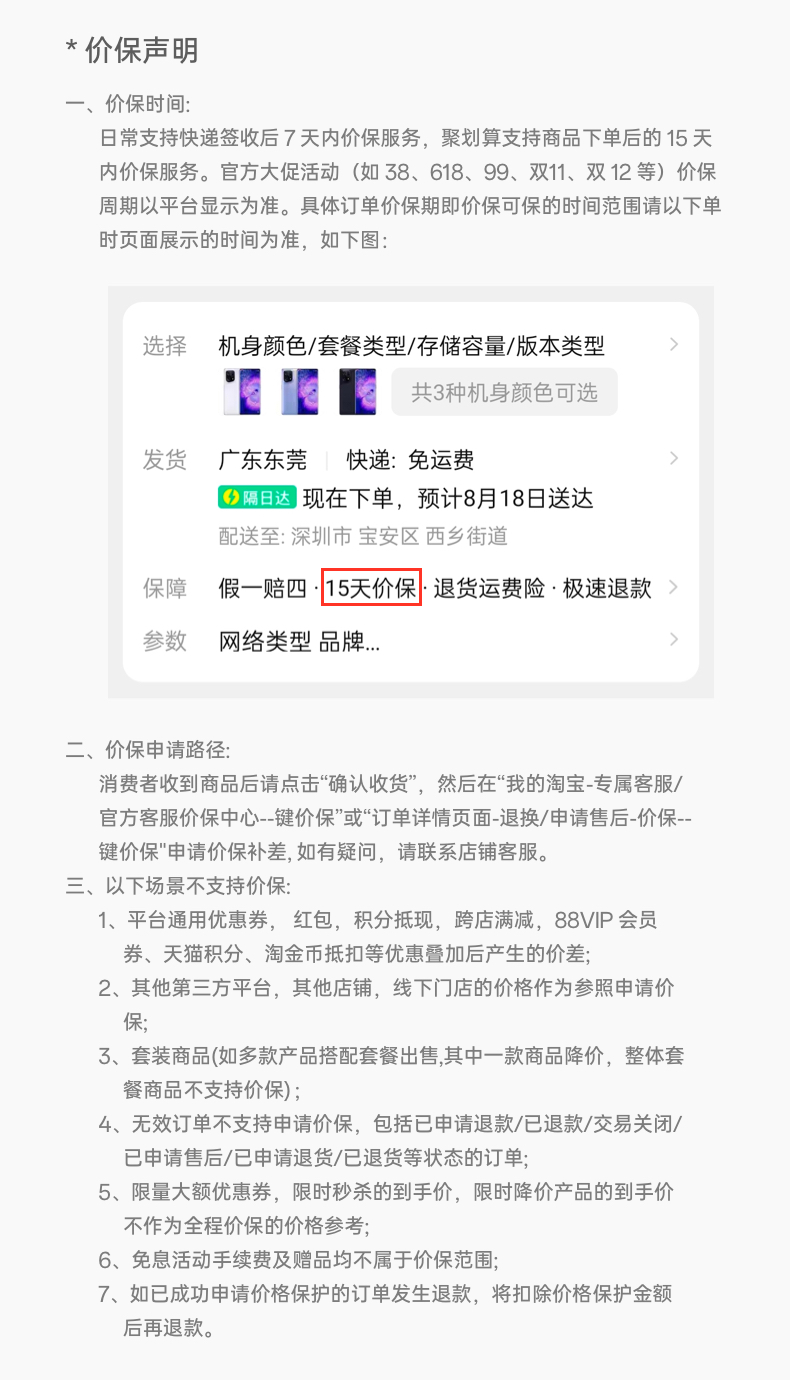 * 价保声明
一、价保时间:
日常支持快递签收后 7 天内价保服务，聚划算支持商品下单后的 15 天
内价保服务。官方大促活动（如 38、618、99、双11、双 12 等）价保
周期以平台显示为准。具体订单价保期即价保可保的时间范围请以下单
时页面展示的时间为准，如下图：
选择 机身颜色/套餐类型/存储容量/版本类型
共3种机身颜色可选
发货 广东东莞 | 快递: 免运费
隔日达 现在下单，预计8月18日送达
配送至: 深圳市 宝安区 西乡街道
保障 假一赔四 · 15天价保 · 退货运费险 · 极速退款
参数 网络类型 品牌...
二、价保申请路径:
消费者收到商品后请点击“确认收货”，然后在“我的淘宝-专属客服/
官方客服价保中心--键价保”或“订单详情页面-退换/申请售后-价保--
键价保"申请价保补差, 如有疑问，请联系店铺客服。
三、以下场景不支持价保:
1、平台通用优惠券， 红包，积分抵现，跨店满减，88VIP 会员
券、天猫积分、淘金币抵扣等优惠叠加后产生的价差;
2、其他第三方平台，其他店铺，线下门店的价格作为参照申请价
保;
3、套装商品(如多款产品搭配套餐出售,其中一款商品降价，整体套
餐商品不支持价保) ;
4、无效订单不支持申请价保，包括已申请退款/已退款/交易关闭/
已申请售后/已申请退货/已退货等状态的订单;
5、限量大额优惠券，限时秒杀的到手价，限时降价产品的到手价
不作为全程价保的价格参考;
6、免息活动手续费及赠品均不属于价保范围;
7、如已成功申请价格保护的订单发生退款，将扣除价格保护金额
后再退款。